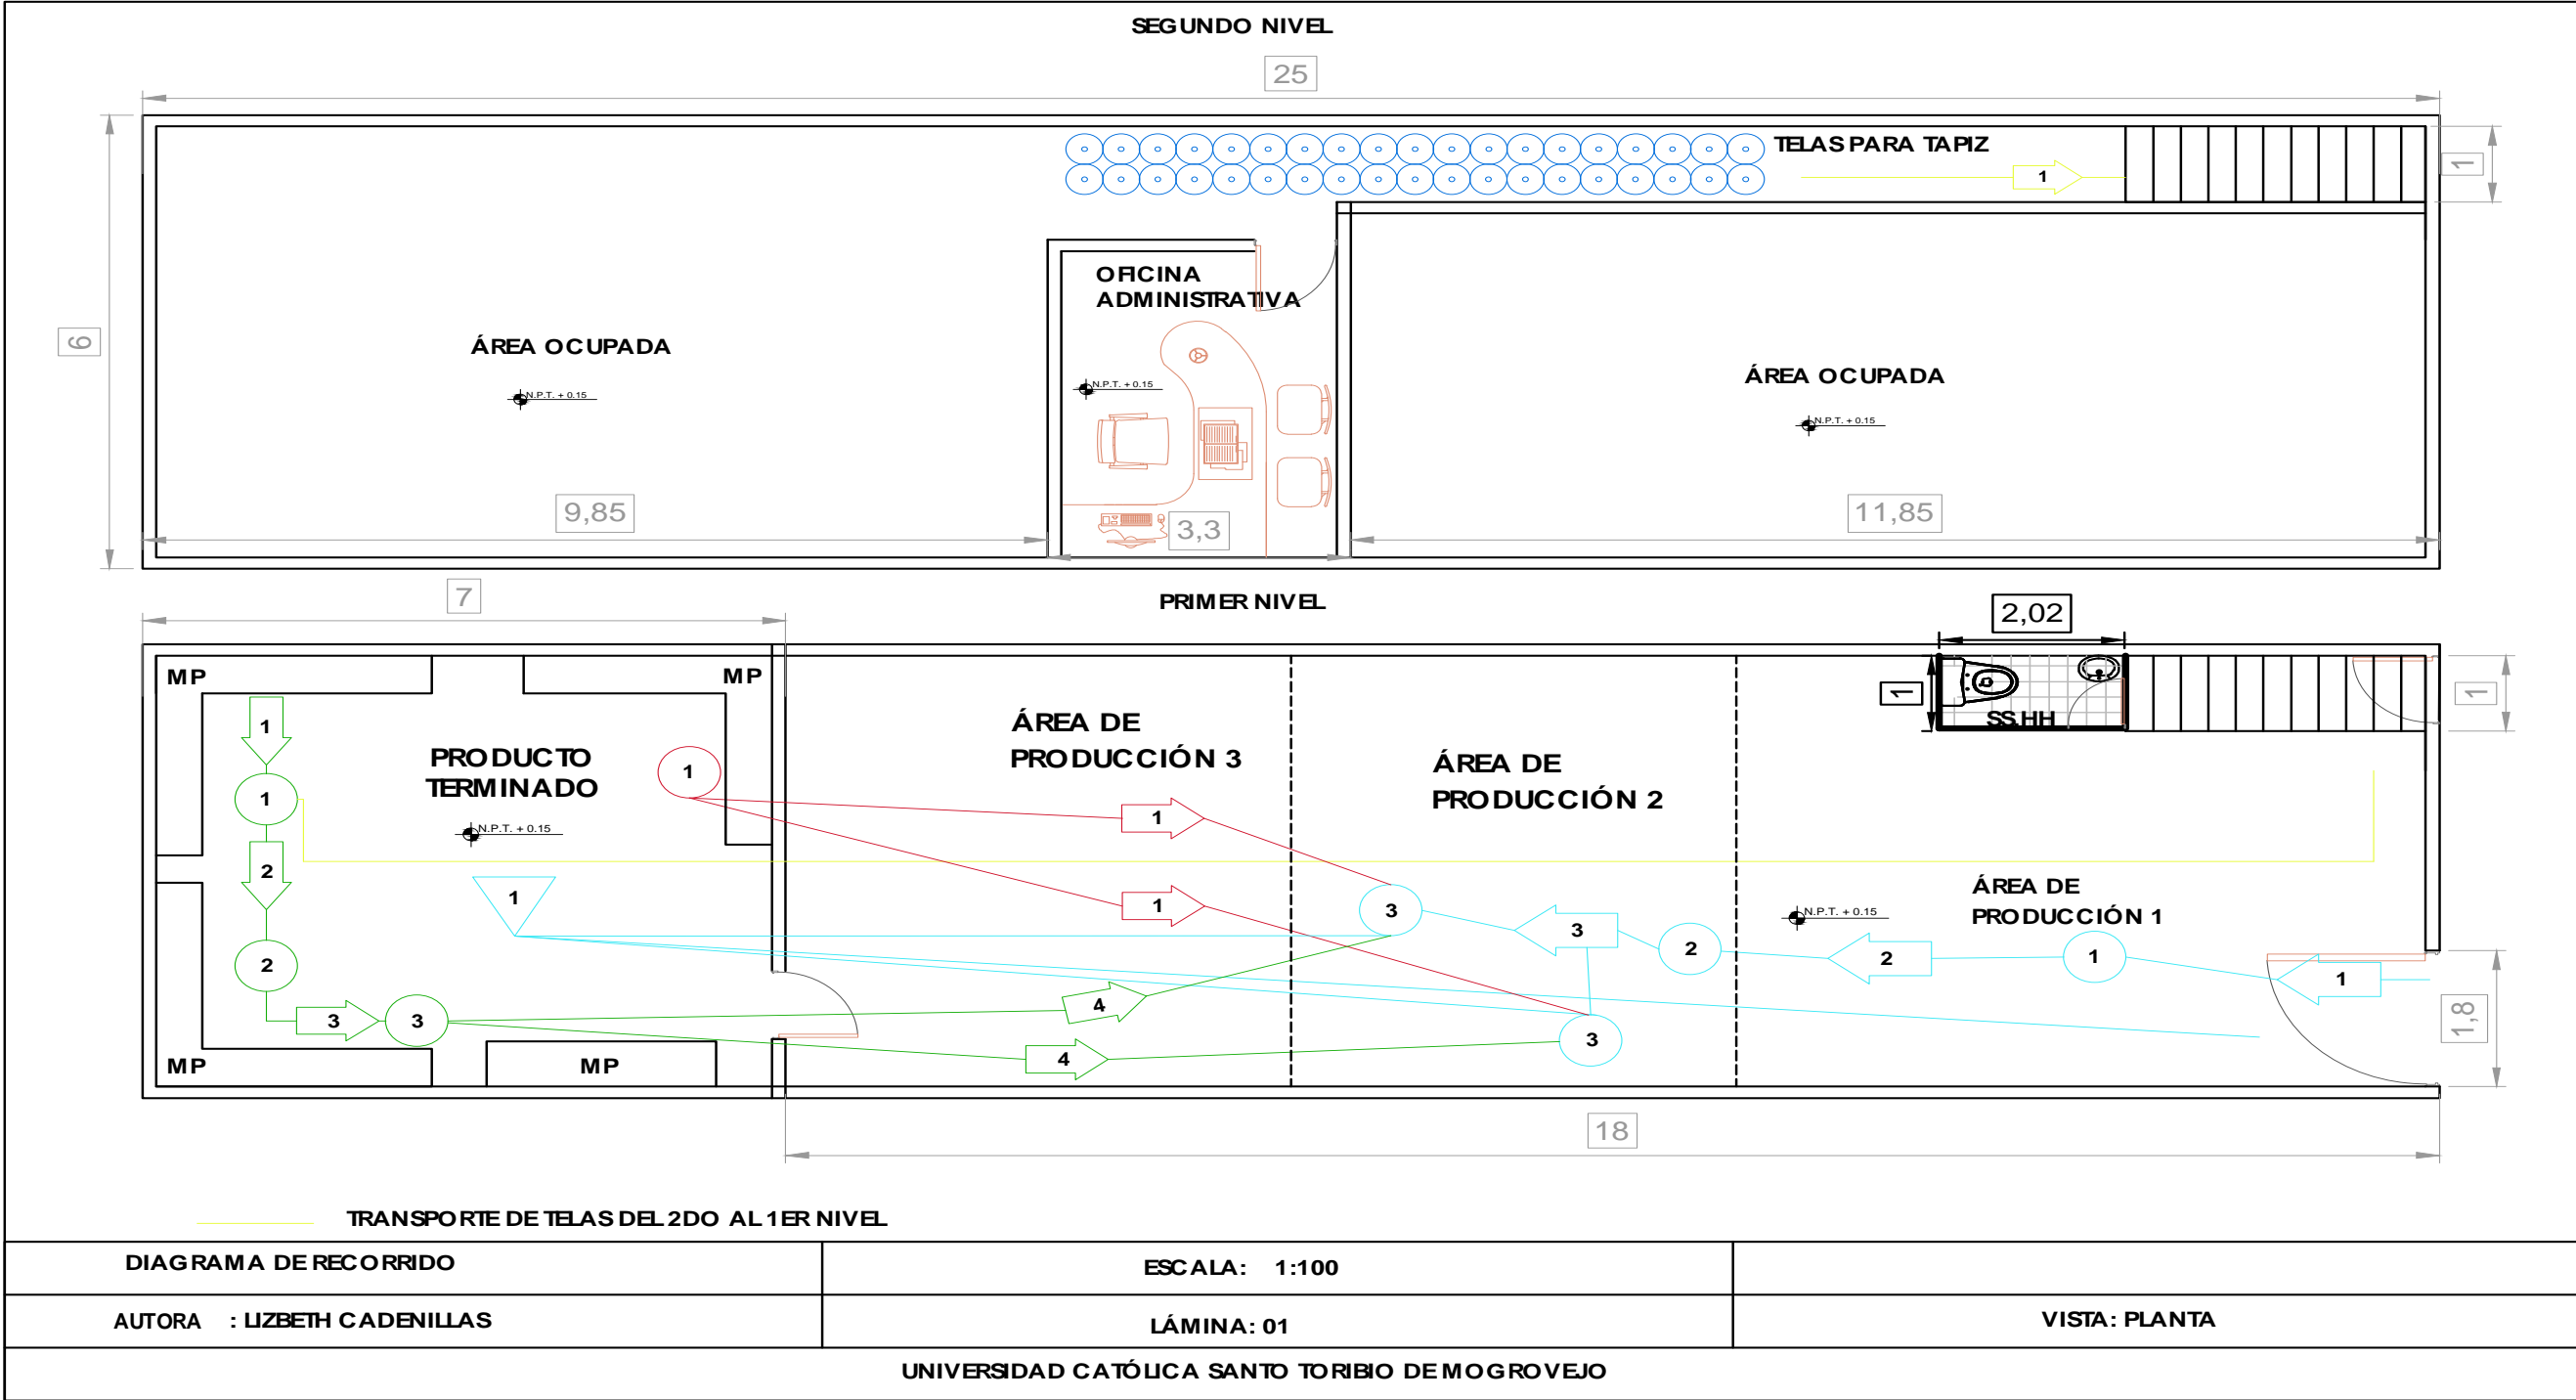 SEGUNDO NIVEL
25
TELAS PARA TAPIZ
1
1
OFICINA
ADMINISTRATIVA
6
ÁREA OCUPADA
N.P.T. + 0.15
N.P.T. + 0.15
ÁREA OCUPADA
N.P.T. + 0.15
9,85
3,3
11,85
7
PRIMER NIVEL
2,02
MP
MP
1
1
SS.HH
1
ÁREA DE
PRODUCCIÓN 3
PRODUCTO
TERMINADO
1
ÁREA DE
PRODUCCIÓN 2
1
1
N.P.T. + 0.15
2
1
1
3
ÁREA DE
PRODUCCIÓN 1
N.P.T. + 0.15
3
2
2
1
1
2
3
3
4
4
3
1,8
MP
MP
18
TRANSPORTE DE TELAS DEL 2DO AL 1ER NIVEL
DIAGRAMA DE RECORRIDO
ESCALA: 1:100
AUTORA : LIZBETH CADENILLAS
LÁMINA: 01
VISTA: PLANTA
UNIVERSIDAD CATÓLICA SANTO TORIBIO DE MOGROVEJO